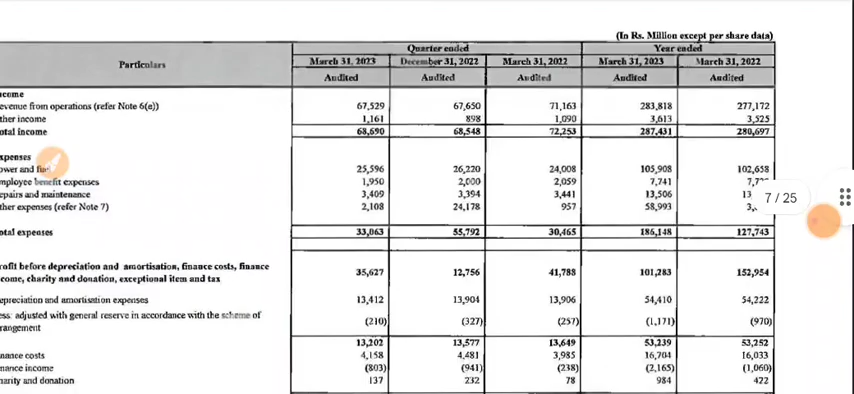 (In Rs. Million except per share data)
Particulars Quarter ended Year ended
March 31, 2023 December 31, 2022 March 31, 2022 March 31, 2023 March 31, 2022
Audited Audited Audited Audited Audited
ncome
evenue from operations (refer Note 6(e)) 67,529 67,650 71,163 283,818 277,172
ther income 1,161 898 1,090 3,613 3,525
otal income 68,690 68,548 72,253 287,431 280,697
xpenses
ower and fu 25,596 26,220 24,008 105,908 102,658
mployee benefit expenses 1,950 2,000 2,059 7,741
epairs and maintenance 3,409 3,394 3,441 13,506 13
ther expenses (refer Note 7) 2,108 24,178 957 58,993 3,
7 / 25
otal expenses 33,063 55,792 30,465 186,148 127,743
rofit before depreciation and amortisation, finance costs, finance
come, charity and donation, exceptional item and tax 35,627 12,756 41,788 101,283 152,954
epreciation and amortisation expenses 13,412 13,904 13,906 54,410 54,222
ess: adjusted with general reserve in accordance with the scheme of
rangement (210) (327) (257) (1,171) (970)
13,202 13,577 13,649 53,239 53,252
nance costs 4,158 4,481 3,985 16,704 16,033
nance income (803) (941) (238) (2,165) (1,060)
harity and donation 137 232 78 984 422